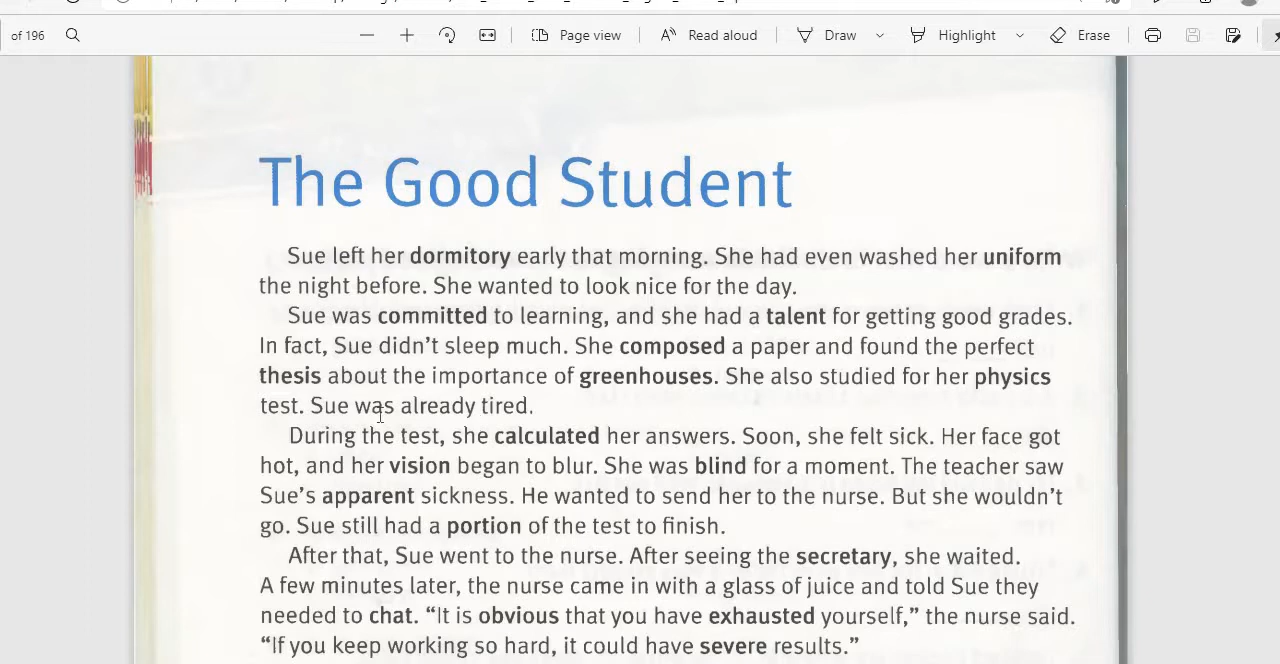 of 196
Page view
Read aloud
Draw
Highlight
Erase
The Good Student
Sue left her dormitory early that morning. She had even washed her uniform
the night before. She wanted to look nice for the day.
Sue was committed to learning, and she had a talent for getting good grades.
In fact, Sue didn’t sleep much. She composed a paper and found the perfect
thesis about the importance of greenhouses. She also studied for her physics
test. Sue was already tired.
During the test, she calculated her answers. Soon, she felt sick. Her face got
hot, and her vision began to blur. She was blind for a moment. The teacher saw
Sue’s apparent sickness. He wanted to send her to the nurse. But she wouldn’t
go. Sue still had a portion of the test to finish.
After that, Sue went to the nurse. After seeing the secretary, she waited.
A few minutes later, the nurse came in with a glass of juice and told Sue they
needed to chat. “It is obvious that you have exhausted yourself,” the nurse said.
“If you keep working so hard, it could have severe results.”